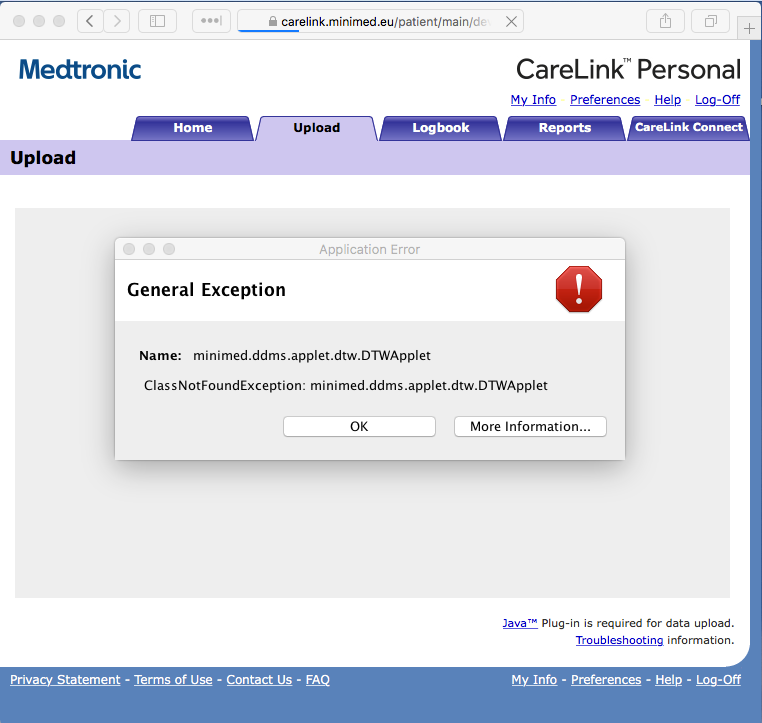 carelink.minimed.eu/patient/main/de
Medtronic
CareLink™ Personal
My Info Preferences Help Log-Off
Home Upload Logbook Reports CareLink Connect
Upload
Application Error
General Exception
Name: minimed.ddms.applet.dtw.DTWApplet
ClassNotFoundException: minimed.ddms.applet.dtw.DTWApplet
OK More Information...
Java™ Plug-in is required for data upload.
Troubleshooting information.
Privacy Statement - Terms of Use - Contact Us - FAQ My Info - Preferences - Help - Log-Off